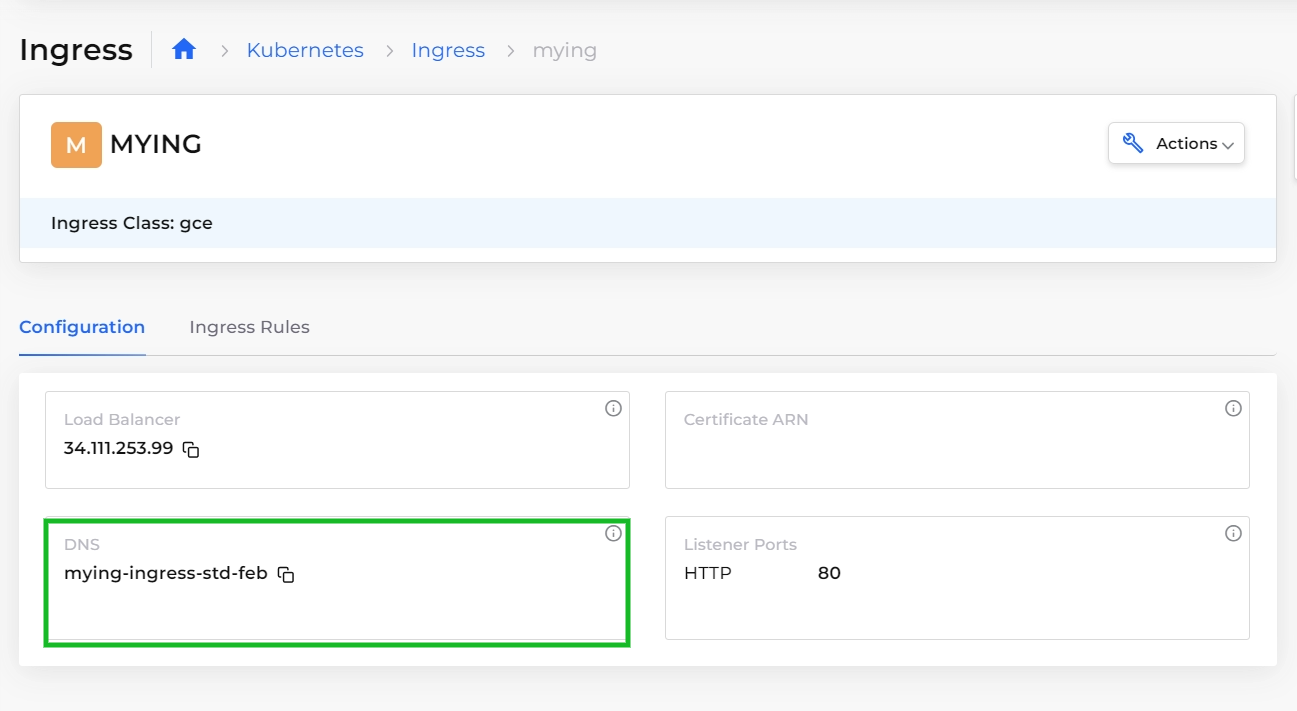 Ingress
Kubernetes
Ingress
mying
M
MYING
Actions
Ingress Class: gce
Configuration
Ingress Rules
Load Balancer
34.111.253.99
Certificate ARN
DNS
mying-ingress-std-feb
Listener Ports
HTTP 80